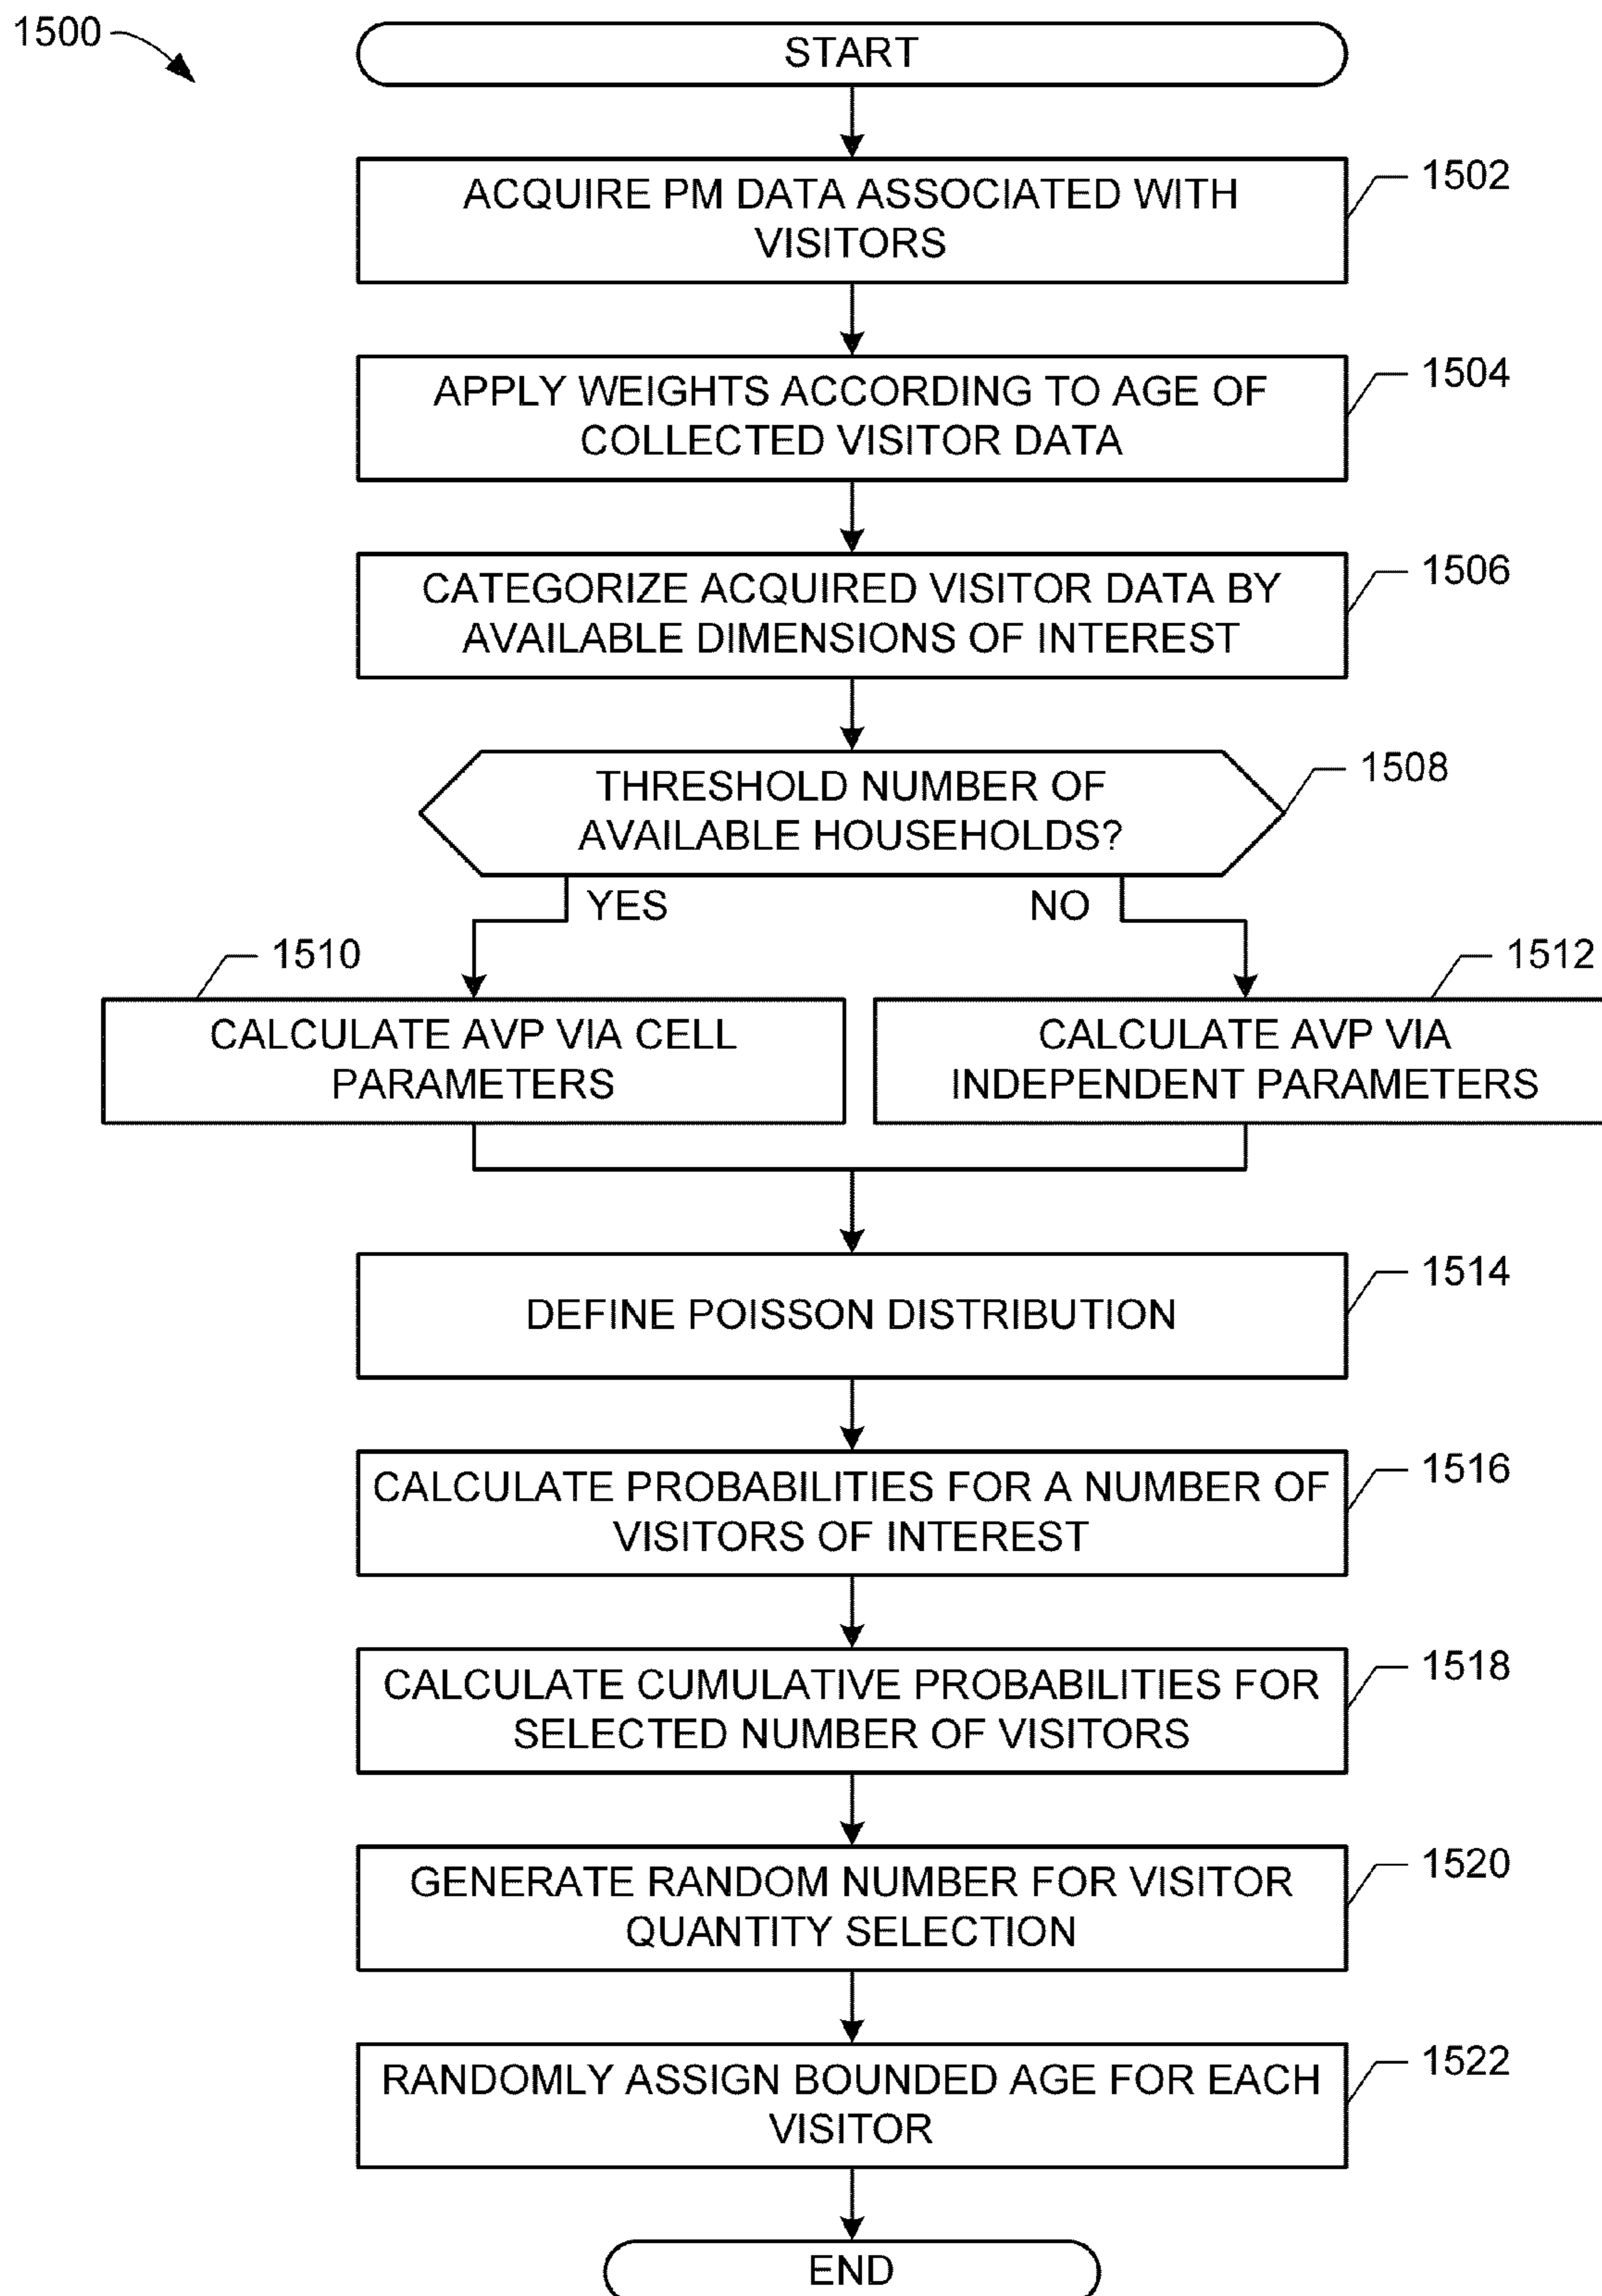 1500
START
ACQUIRE PM DATA ASSOCIATED WITH
VISITORS
1502
APPLY WEIGHTS ACCORDING TO AGE OF
COLLECTED VISITOR DATA
1504
CATEGORIZE ACQUIRED VISITOR DATA BY
AVAILABLE DIMENSIONS OF INTEREST
1506
THRESHOLD NUMBER OF
AVAILABLE HOUSEHOLDS?
1508
YES
NO
1510
CALCULATE AVP VIA CELL
PARAMETERS
1512
CALCULATE AVP VIA
INDEPENDENT PARAMETERS
DEFINE POISSON DISTRIBUTION
1514
CALCULATE PROBABILITIES FOR A NUMBER OF
VISITORS OF INTEREST
1516
CALCULATE CUMULATIVE PROBABILITIES FOR
SELECTED NUMBER OF VISITORS
1518
GENERATE RANDOM NUMBER FOR VISITOR
QUANTITY SELECTION
1520
RANDOMLY ASSIGN BOUNDED AGE FOR EACH
VISITOR
1522
END